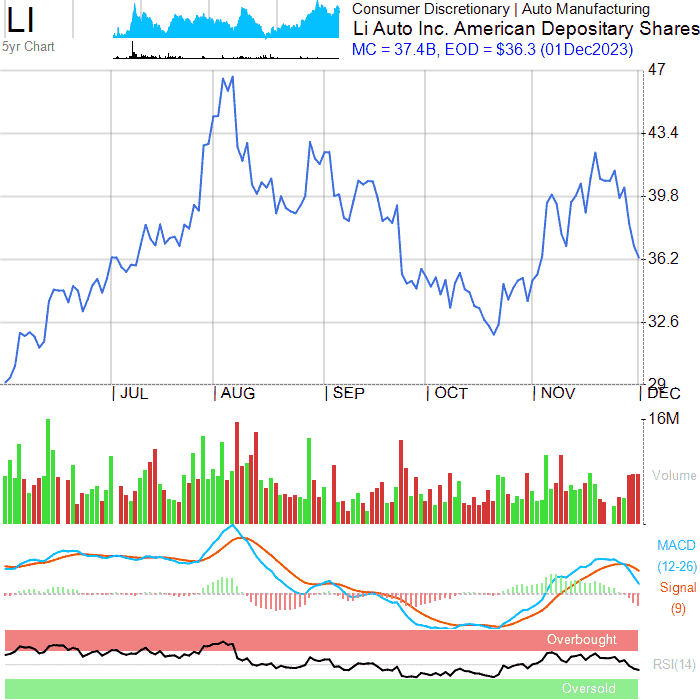 LI
5yr Chart
Consumer Discretionary | Auto Manufacturing
Li Auto Inc. American Depositary Shares
MC = 37.4B, EOD = $36.3 (01Dec2023)
47
43.4
39.8
36.2
32.6
29
JUL AUG SEP OCT NOV DEC
16M
Volume
MACD
(12-26)
Signal
(9)
Overbought
RSI(14)
Oversold